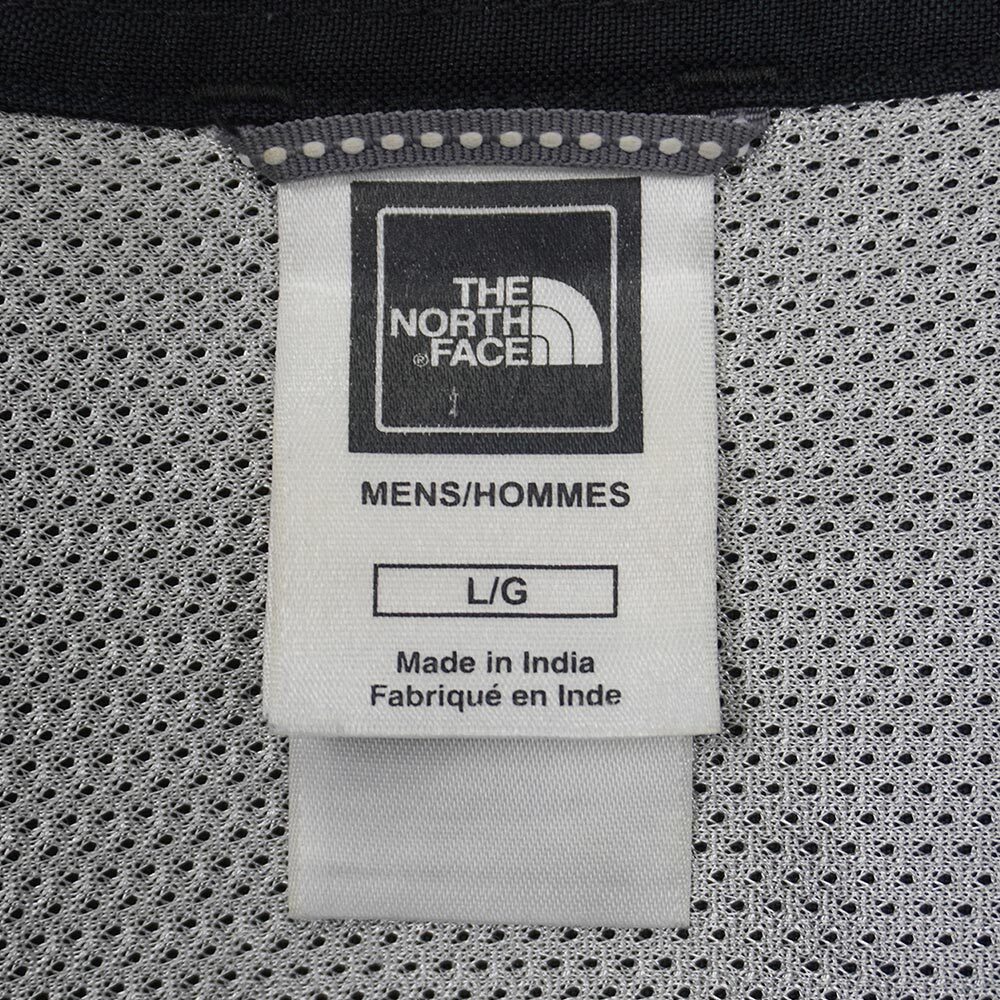 THE
NORTH
®FACE
MENS/HOMMES
L/G
Made in India
Fabriqué en Inde